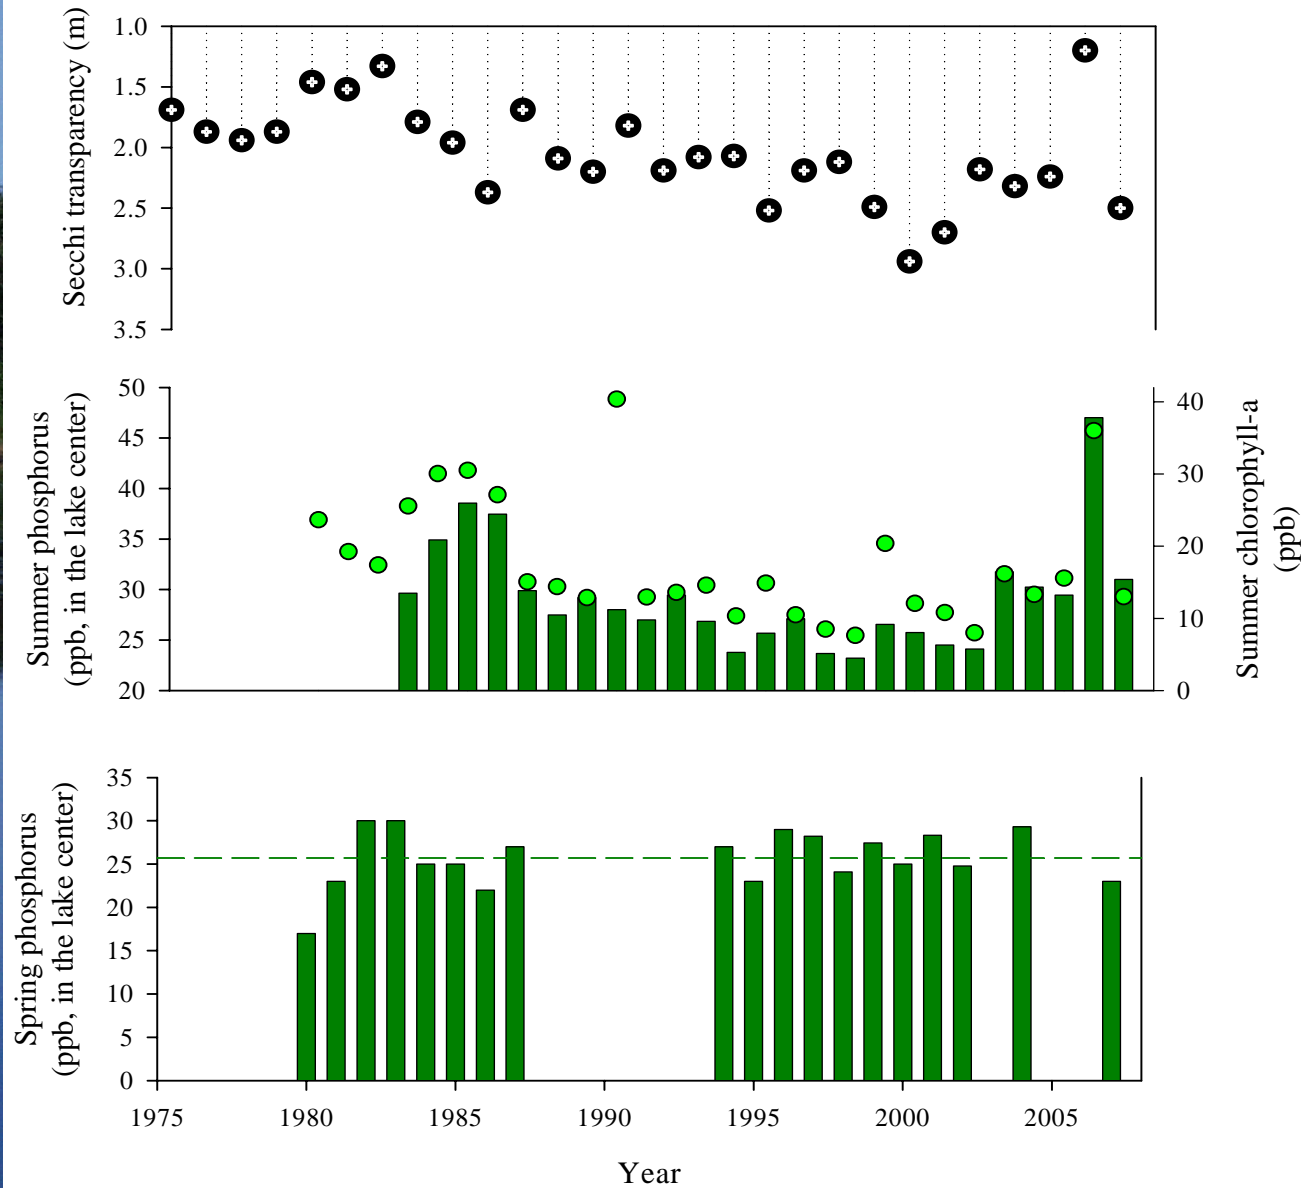 Secchi transparency (m)
1.0
1.5
2.0
2.5
3.0
3.5
Summer phosphorus
(ppb, in the lake center)
50
45
40
35
30
25
20
40
30
20
10
0
Summer chlorophyll-a
(ppb)
Spring phosphorus
(ppb, in the lake center)
35
30
25
20
15
10
5
0
1975 1980 1985 1990 1995 2000 2005
Year